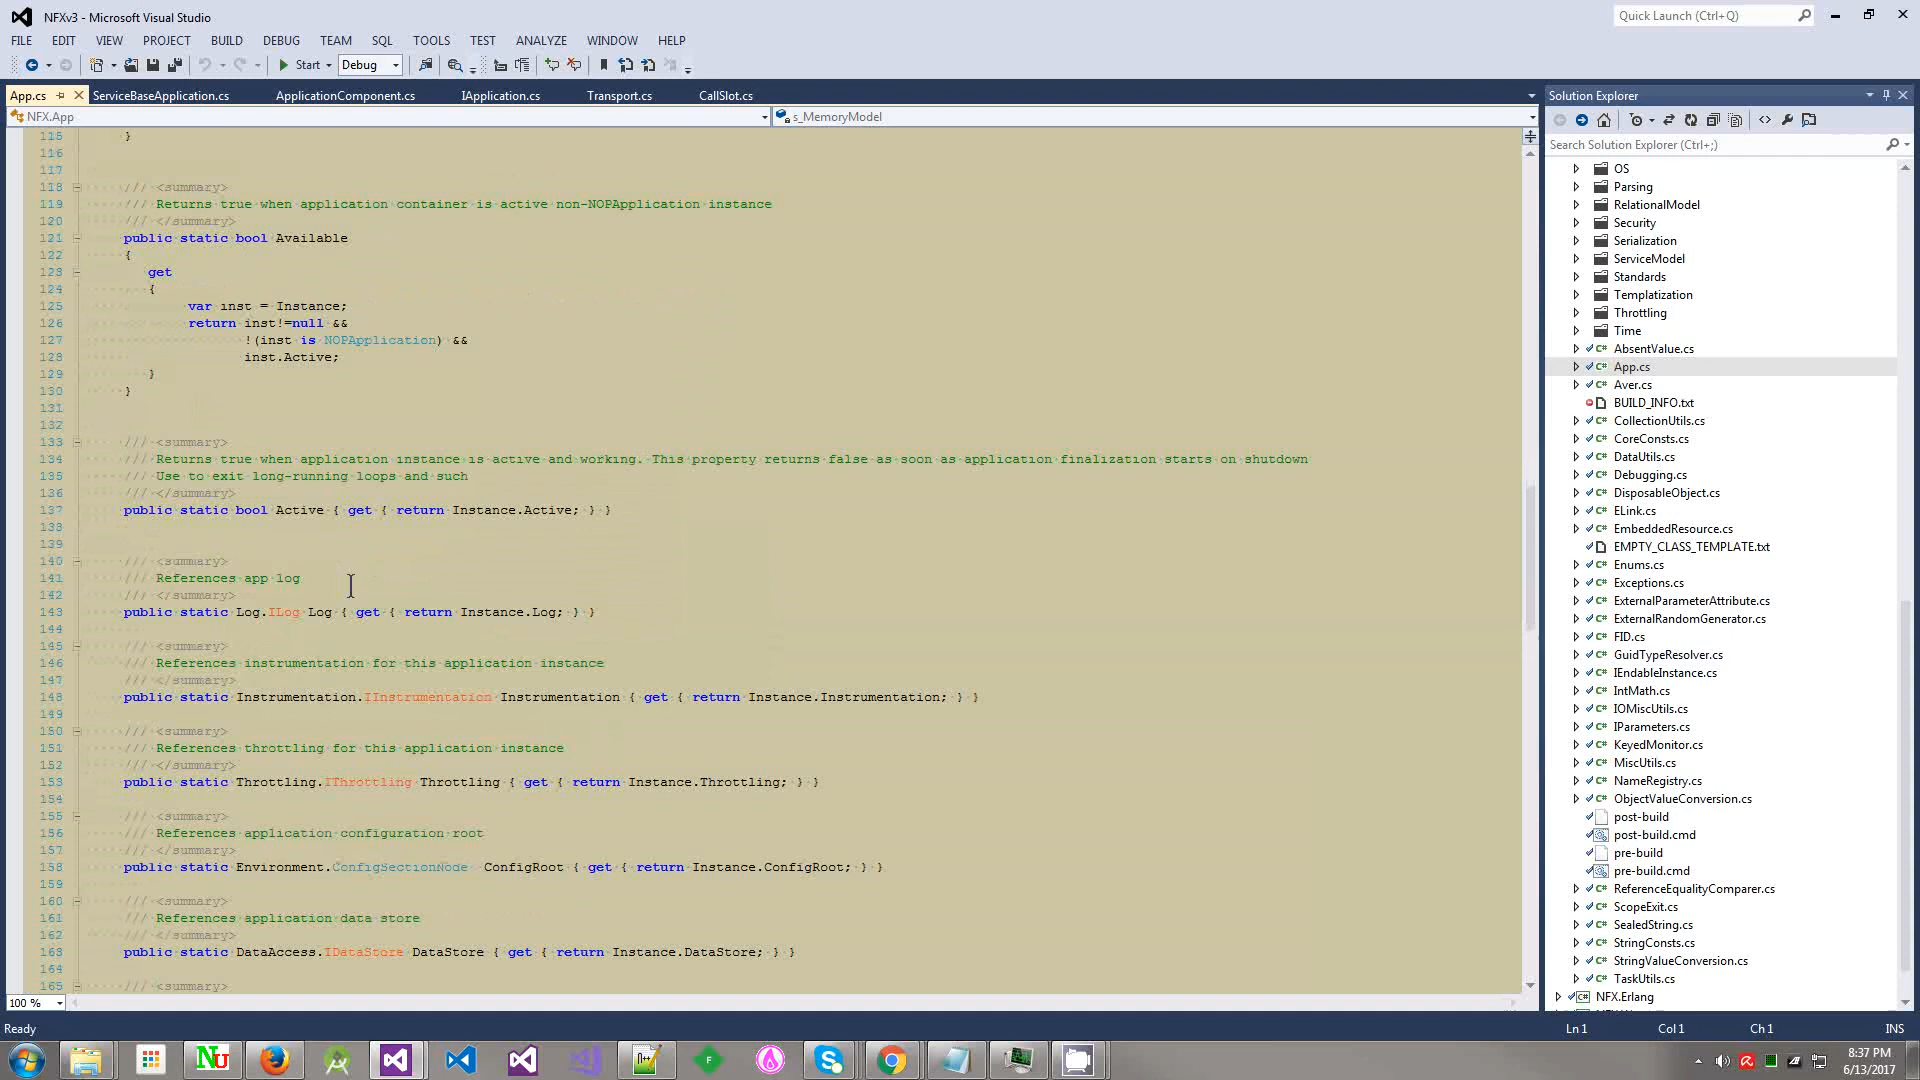 NFXv3 - Microsoft Visual Studio
Quick Launch (Ctrl+Q)
FILE EDIT VIEW PROJECT BUILD DEBUG TEAM SQL TOOLS TEST ANALYZE WINDOW HELP
Start Debug
App.cs ServiceBaseApplication.cs ApplicationComponent.cs IApplication.cs Transport.cs CallSlot.cs
NFX.App s_MemoryModel
115 }
116
117
118 /// <summary>
119 /// Returns true when application container is active non-NOPApplication instance
120 /// </summary>
121 public static bool Available
122 {
123 get
124 {
125 var inst = Instance;
126 return inst!=null &&
127 !(inst is NOPApplication) &&
128 inst.Active;
129 }
130 }
131
132
133 /// <summary>
134 /// Returns true when application instance is active and working. This property returns false as soon as application finalization starts on shutdown
135 /// Use to exit long-running loops and such
136 /// </summary>
137 public static bool Active { get { return Instance.Active; } }
138
139
140 /// <summary>
141 /// References app log
142 /// </summary>
143 public static Log.ILog Log { get { return Instance.Log; } }
144
145 /// <summary>
146 /// References instrumentation for this application instance
147 /// </summary>
148 public static Instrumentation.IInstrumentation Instrumentation { get { return Instance.Instrumentation; } }
149
150 /// <summary>
151 /// References throttling for this application instance
152 /// </summary>
153 public static Throttling.IThrottling Throttling { get { return Instance.Throttling; } }
154
155 /// <summary>
156 /// References application configuration root
157 /// </summary>
158 public static Environment.ConfigSectionNode ConfigRoot { get { return Instance.ConfigRoot; } }
159
160 /// <summary>
161 /// References application data store
162 /// </summary>
163 public static DataAccess.IDataStore DataStore { get { return Instance.DataStore; } }
164
165 /// <summary>
100 %
Solution Explorer
Search Solution Explorer (Ctrl+;)
OS
Parsing
RelationalModel
Security
Serialization
ServiceModel
Standards
Templatization
Throttling
Time
AbsentValue.cs
App.cs
Aver.cs
BUILD_INFO.txt
CollectionUtils.cs
CoreConsts.cs
DataUtils.cs
Debugging.cs
DisposableObject.cs
ELink.cs
EmbeddedResource.cs
EMPTY_CLASS_TEMPLATE.txt
Enums.cs
Exceptions.cs
ExternalParameterAttribute.cs
ExternalRandomGenerator.cs
FID.cs
GuidTypeResolver.cs
IEndableInstance.cs
IntMath.cs
IOMiscUtils.cs
IParameters.cs
KeyedMonitor.cs
MiscUtils.cs
NameRegistry.cs
ObjectValueConversion.cs
post-build
post-build.cmd
pre-build
pre-build.cmd
ReferenceEqualityComparer.cs
ScopeExit.cs
SealedString.cs
StringConsts.cs
StringValueConversion.cs
TaskUtils.cs
NFX.Erlang
Ready Ln 1 Col 1 Ch 1 INS
8:37 PM
6/13/2017